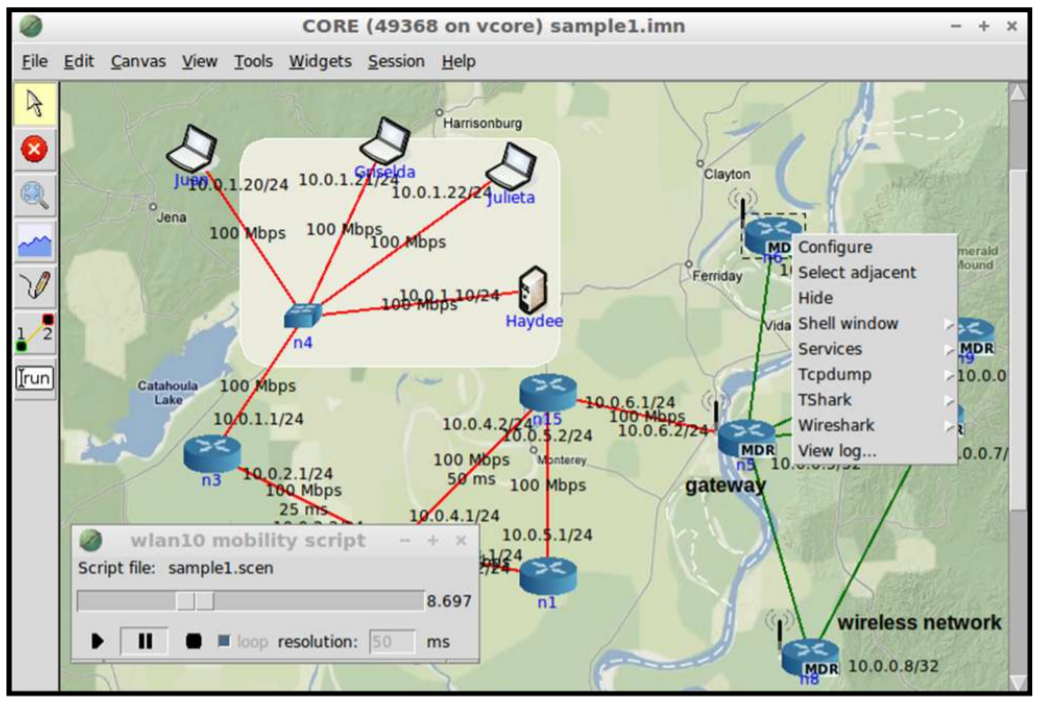 CORE (49368 on vcore) sample1.imn
File Edit Canvas View Tools Widgets Session Help
Harrisonburg
Juan
10.0.1.20/24
Griselda
10.0.1.21/24
10.0.1.22/24
Julieta
Clayton
Jena
100 Mbps
100 Mbps
100 Mbps
MDR
n6
Configure
Select adjacent
Hide
Shell window
Services
Tcpdump
TShark
Wireshark
View log...
Ferriday
10.0.1.10/24
100 Mbps
Haydee
n4
n9
MDR
10.0.0
1
2
run
Catahoula
Lake
100 Mbps
10.0.1.1/24
n3
n15
10.0.4.2/24
10.0.5.2/24
10.0.6.1/24
100 Mbps
10.0.6.2/24
MDR
n5
gateway
Monterey
100 Mbps
50 ms
100 Mbps
10.0.2.1/24
100 Mbps
25 ms
10.0.4.1/24
10.0.5.1/24
n1
wlan10 mobility script
Script file: sample1.scen
8.697
loop resolution: 50 ms
wireless network
MDR
n8
10.0.0.8/32